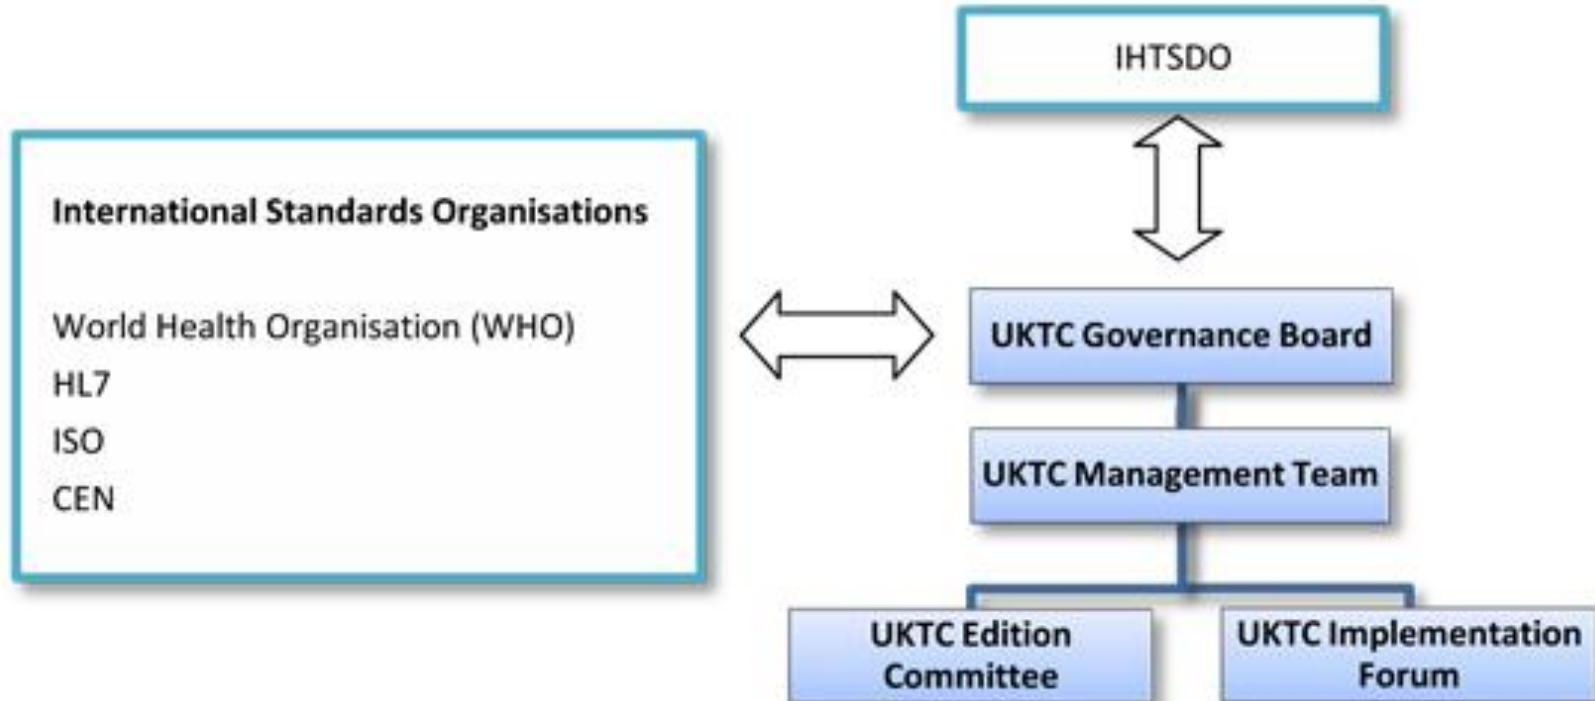 IHTSDO
International Standards Organisations
World Health Organisation (WHO)
HL7
ISO
CEN
UKTC Governance Board
UKTC Management Team
UKTC Edition
Committee
UKTC Implementation
Forum